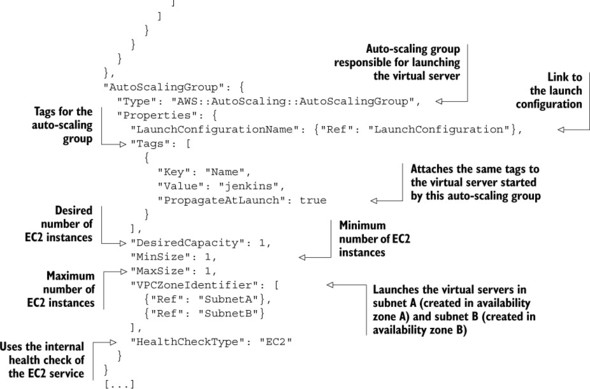 ]
]
}
}
}
},
"AutoScalingGroup": {
"Type": "AWS::AutoScaling::AutoScalingGroup",
"Properties": {
"LaunchConfigurationName": {"Ref": "LaunchConfiguration"},
"Tags": [
{
"Key": "Name",
"Value": "jenkins",
"PropagateAtLaunch": true
}
],
"DesiredCapacity": 1,
"MinSize": 1,
"MaxSize": 1,
"VPCZoneIdentifier": [
{"Ref": "SubnetA"},
{"Ref": "SubnetB"}
],
"HealthCheckType": "EC2"
}
}
[...]
Auto-scaling group
responsible for launching
the virtual server
Link to
the launch
configuration
Tags for the
auto-scaling
group
Attaches the same tags to
the virtual server started
by this auto-scaling group
Desired
number of
EC2 instances
Minimum
number of EC2
instances
Maximum
number of
EC2 instances
Launches the virtual servers in
subnet A (created in availability
zone A) and subnet B (created in
availability zone B)
Uses the internal
health check of
the EC2 service